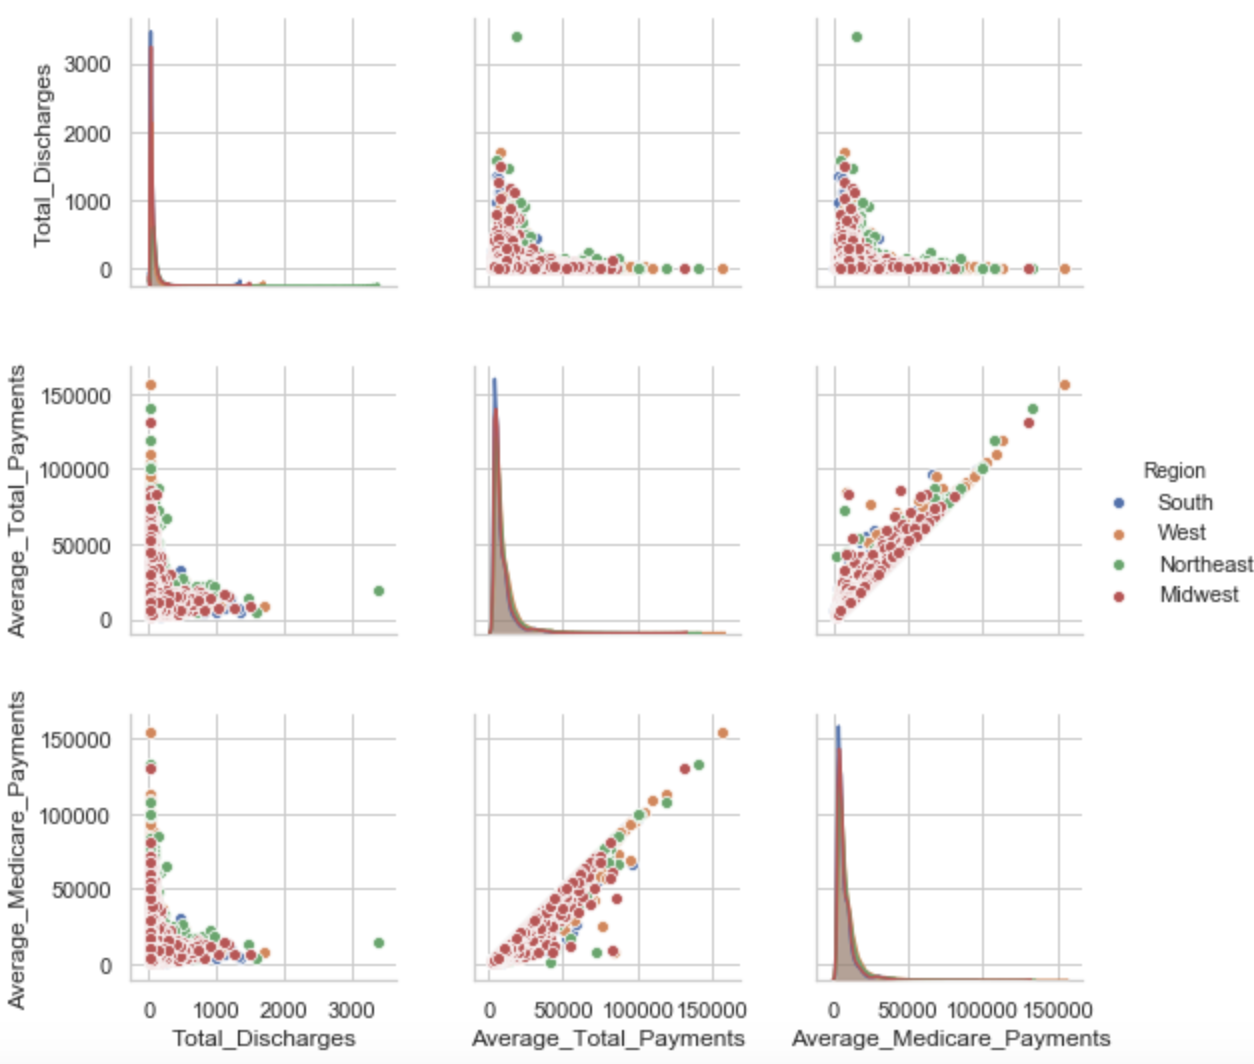 Total_Discharges
3000
2000
1000
0
Average_Total_Payments
150000
100000
50000
0
Region
South
West
Northeast
Midwest
Average_Medicare_Payments
150000
100000
50000
0
0 1000 2000 3000 0 50000 100000 150000 0 50000 100000 150000
Total_Discharges Average_Total_Payments Average_Medicare_Payments